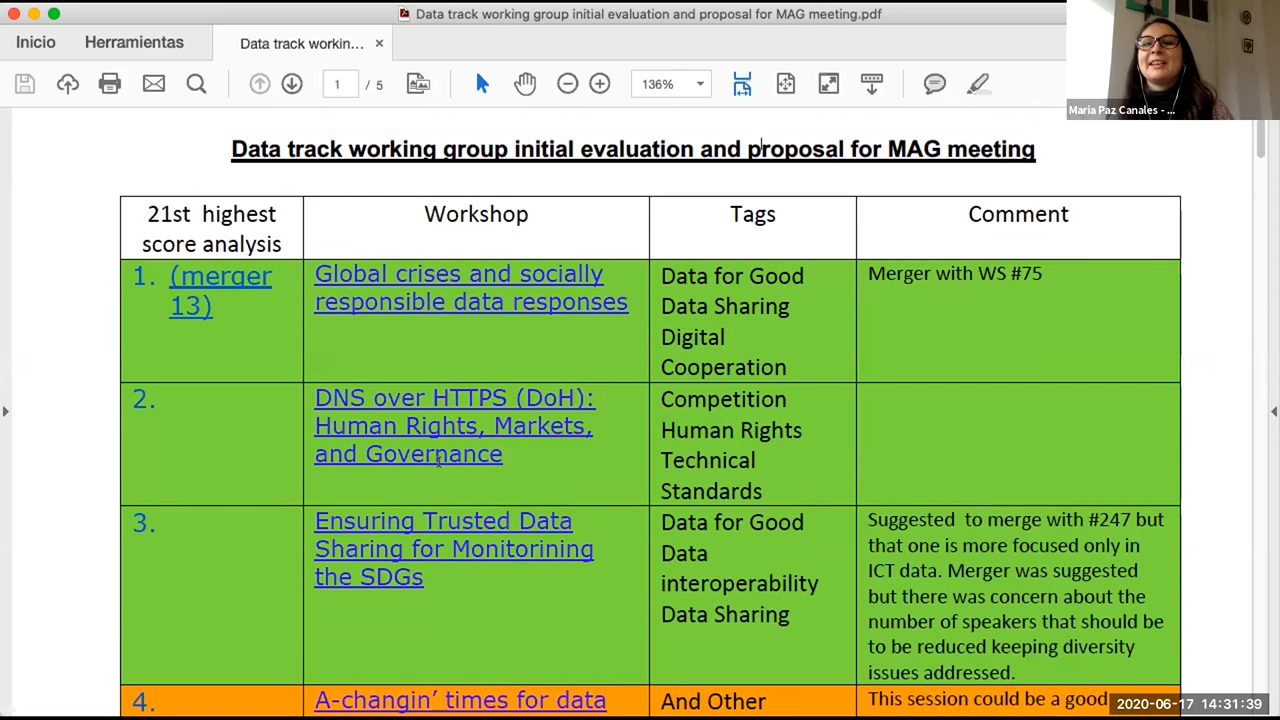 Data track working group initial evaluation and proposal for MAG meeting.pdf
Inicio
Herramientas
Data track workin... ×
1 / 5
136%
Maria Paz Canales - ...
Data track working group initial evaluation and proposal for MAG meeting
21st highest
score analysis
Workshop
Tags
Comment
1. (merger
13)
Global crises and socially
responsible data responses
Data for Good
Data Sharing
Digital
Cooperation
Merger with WS #75
2.
DNS over HTTPS (DoH):
Human Rights, Markets,
and Governance
Competition
Human Rights
Technical
Standards
3.
Ensuring Trusted Data
Sharing for Monitorining
the SDGs
Data for Good
Data
interoperability
Data Sharing
Suggested to merge with #247 but
that one is more focused only in
ICT data. Merger was suggested
but there was concern about the
number of speakers that should be
to be reduced keeping diversity
issues addressed.
4.
A-changin’ times for data
And Other
This session could be a good
2020-06-17 14:31:39